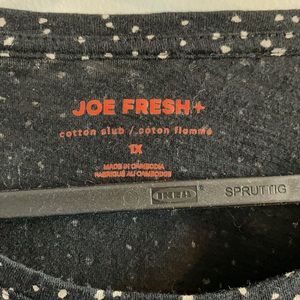 JOE FRESH+
cotton slub / coton flammé
1X
MADE IN CAMBODIA
FABRIQUÉ AU CAMBODGE
IKEA® SPRUTTIG